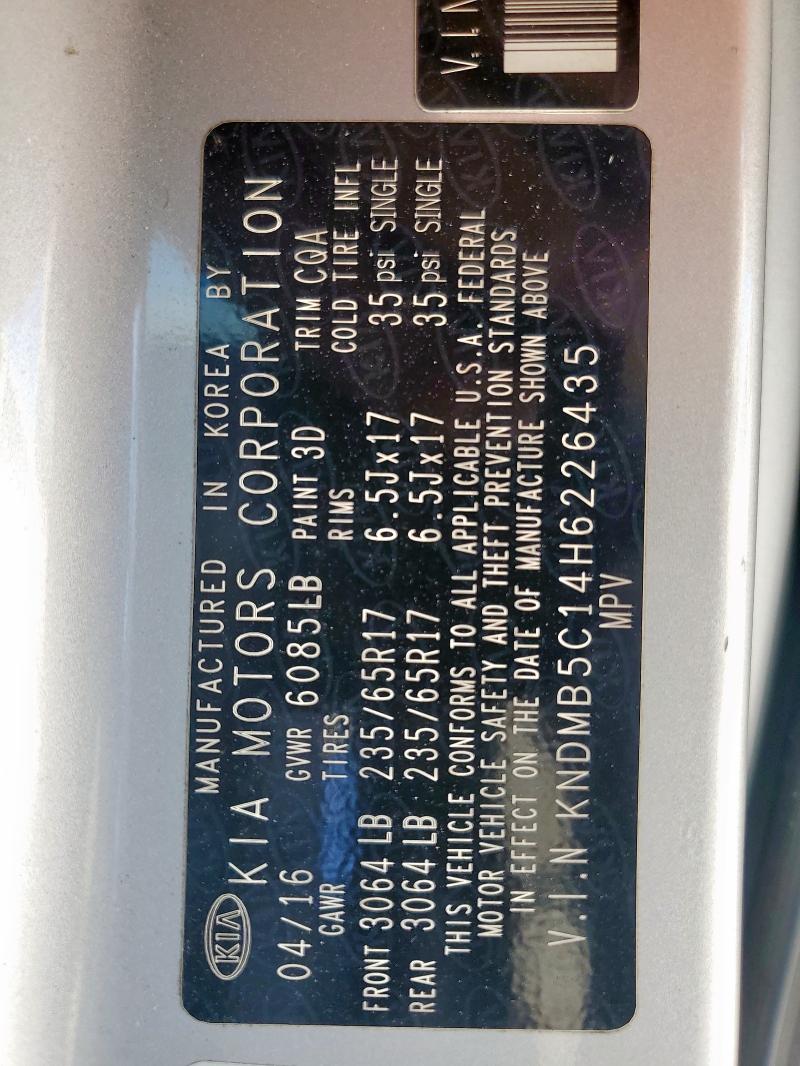 V.I.N
MANUFACTURED IN KOREA BY
KIA KIA MOTORS CORPORATION
04/16 GVWR 6085LB PAINT 3D TRIM CQA
GAWR TIRES RIMS COLD TIRE INFL
FRONT 3064 LB 235/65R17 6.5Jx17 35 psi SINGLE
REAR 3064 LB 235/65R17 6.5Jx17 35 psi SINGLE
THIS VEHICLE CONFORMS TO ALL APPLICABLE U.S.A. FEDERAL
MOTOR VEHICLE SAFETY AND THEFT PREVENTION STANDARDS
IN EFFECT ON THE DATE OF MANUFACTURE SHOWN ABOVE
V.I.N KNDMB5C14H6226435
MPV